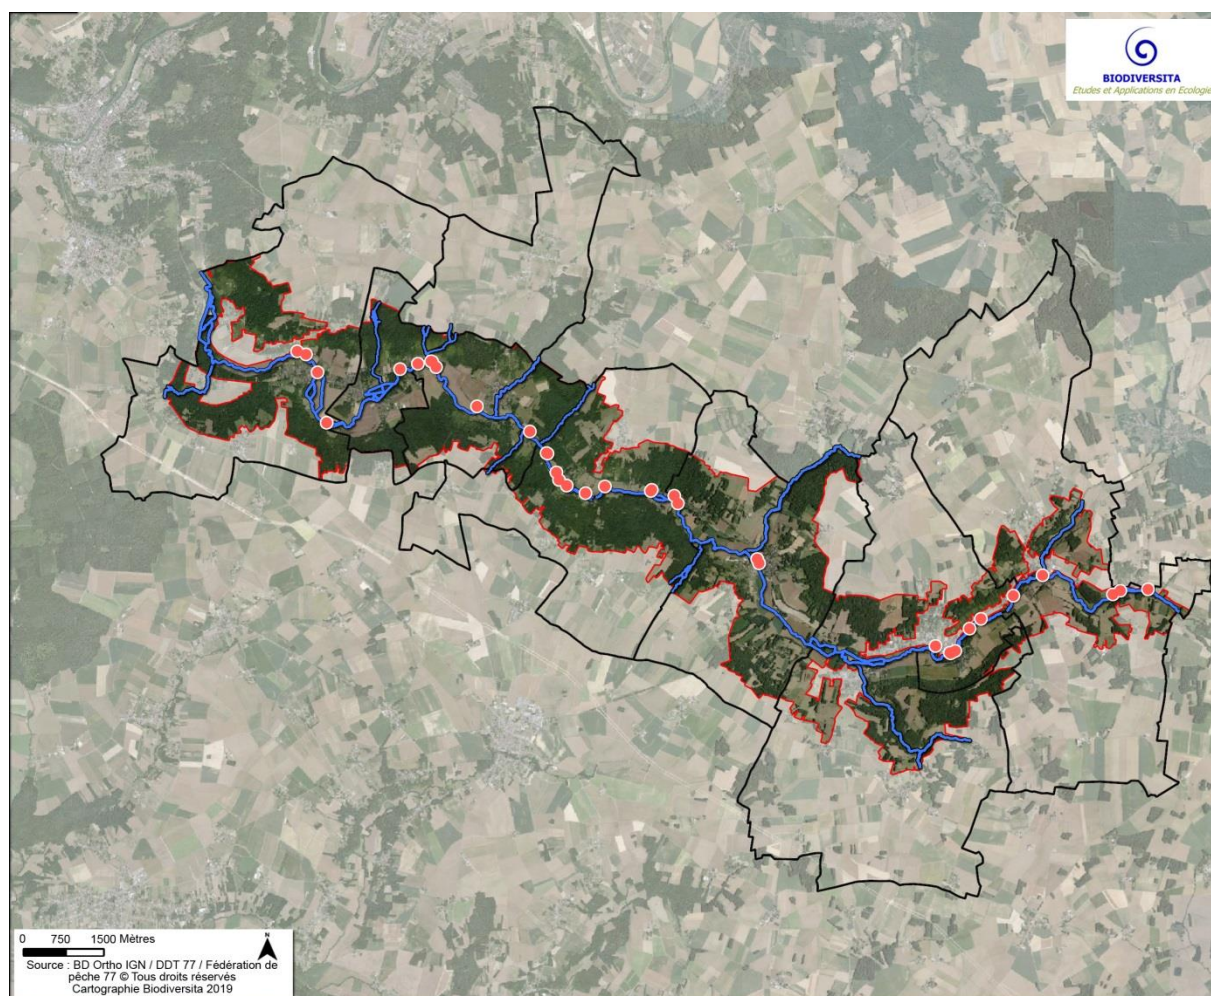 BIODIVERSITA
Etudes et Applications en Ecologie
N
0 750 1500 Mètres
Source : BD Ortho IGN / DDT 77 / Fédération de
pêche 77 © Tous droits réservés
Cartographie Biodiversita 2019